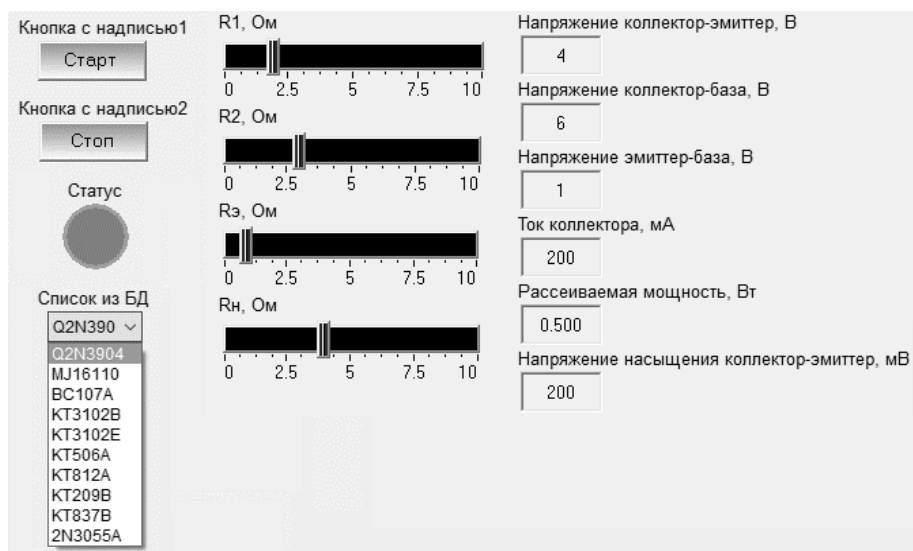 Кнопка с надписью1
Старт
Кнопка с надписью2
Стоп
Статус
Список из БД
Q2N390
Q2N3904
MJ16110
BC107A
KT3102B
KT3102E
KT506A
KT812A
KT209B
KT837B
2N3055A
R1, Ом
0 2.5 5 7.5 10
R2, Ом
0 2.5 5 7.5 10
Rэ, Ом
0 2.5 5 7.5 10
Rн, Ом
0 2.5 5 7.5 10
Напряжение коллектор-эмиттер, В
4
Напряжение коллектор-база, В
6
Напряжение эмиттер-база, В
1
Ток коллектора, мА
200
Рассеиваемая мощность, Вт
0.500
Напряжение насыщения коллектор-эмиттер, мВ
200